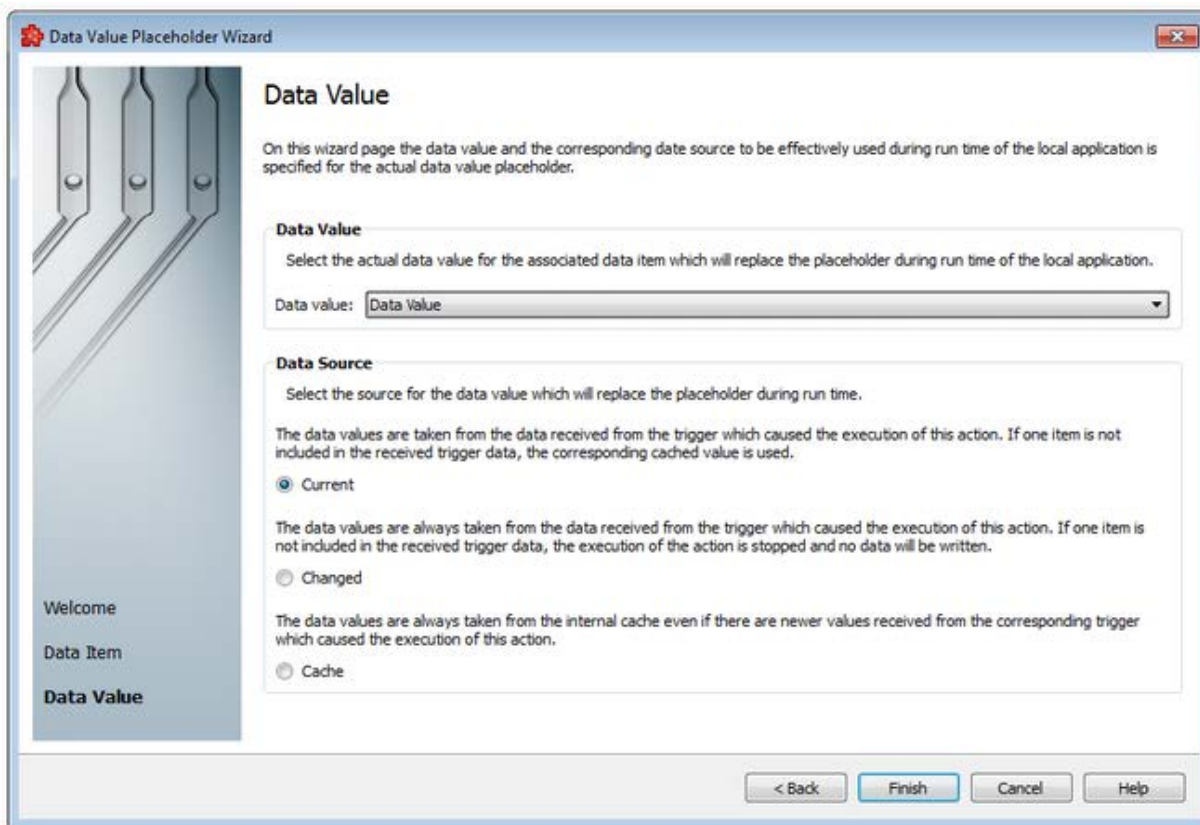 Data Value Placeholder Wizard
Data Value
On this wizard page the data value and the corresponding date source to be effectively used during run time of the local application is
specified for the actual data value placeholder.
Data Value
Select the actual data value for the associated data item which will replace the placeholder during run time of the local application.
Data value: Data Value
Data Source
Select the source for the data value which will replace the placeholder during run time.
The data values are taken from the data received from the trigger which caused the execution of this action. If one item is not
included in the received trigger data, the corresponding cached value is used.
Current
The data values are always taken from the data received from the trigger which caused the execution of this action. If one item is
not included in the received trigger data, the execution of the action is stopped and no data will be written.
Changed
The data values are always taken from the internal cache even if there are newer values received from the corresponding trigger
which caused the execution of this action.
Cache
Welcome
Data Item
Data Value
< Back Finish Cancel Help